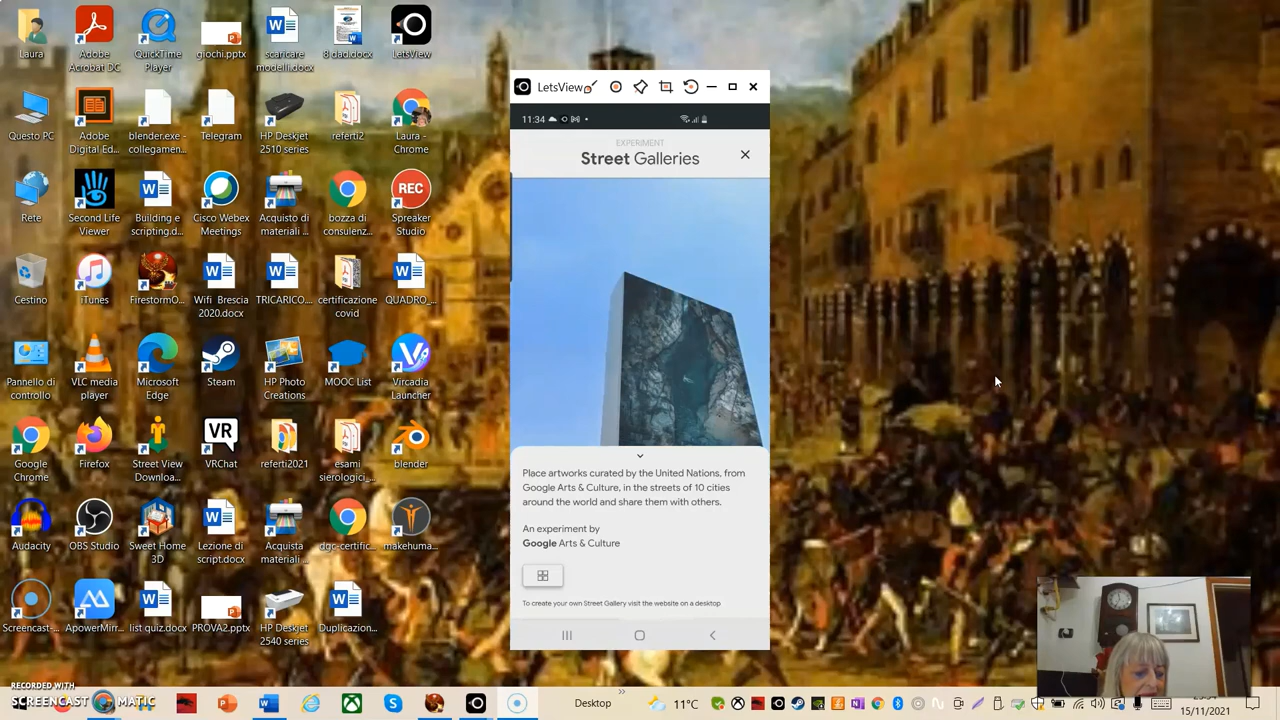 Laura
Adobe
Acrobat DC
QuickTime
Player
giochi.pptx
scaricare
modelli.docx
8 dad.docx
LetsView
Questo PC
Adobe
Digital Ed...
blender.exe -
collegamen...
Telegram
HP Deskjet
2510 series
referti2
Laura -
Chrome
Rete
Second Life
Viewer
Building e
scripting.d...
Cisco Webex
Meetings
Acquisto di
materiali ...
bozza di
consulenz...
REC
Spreaker
Studio
Cestino
iTunes
FirestormO...
Wifi Brescia
2020.docx
TRICARICO....
certificazione
covid
QUADRO_...
Pannello di
controllo
VLC media
player
Microsoft
Edge
Steam
HP Photo
Creations
MOOC List
Vircadia
Launcher
Google
Chrome
Firefox
Street View
Downloa...
VR
VRChat
referti2021
esami
sierologici_...
blender
Audacity
OBS Studio
Sweet Home
3D
Lezione di
script.docx
Acquista
materiali ...
dgc-certific...
makehuma...
Screencast-...
ApowerMirr...
list quiz.docx
PROVA2.pptx
HP Deskjet
2540 series
Duplicazion...
LetsView
11:34
EXPERIMENT
Street Galleries
Place artworks curated by the United Nations, from
Google Arts & Culture, in the streets of 10 cities
around the world and share them with others.
An experiment by
Google Arts & Culture
To create your own Street Gallery visit the website on a desktop
RECORDED WITH
SCREENCAST MATIC
Desktop
11°C
15/11/2021